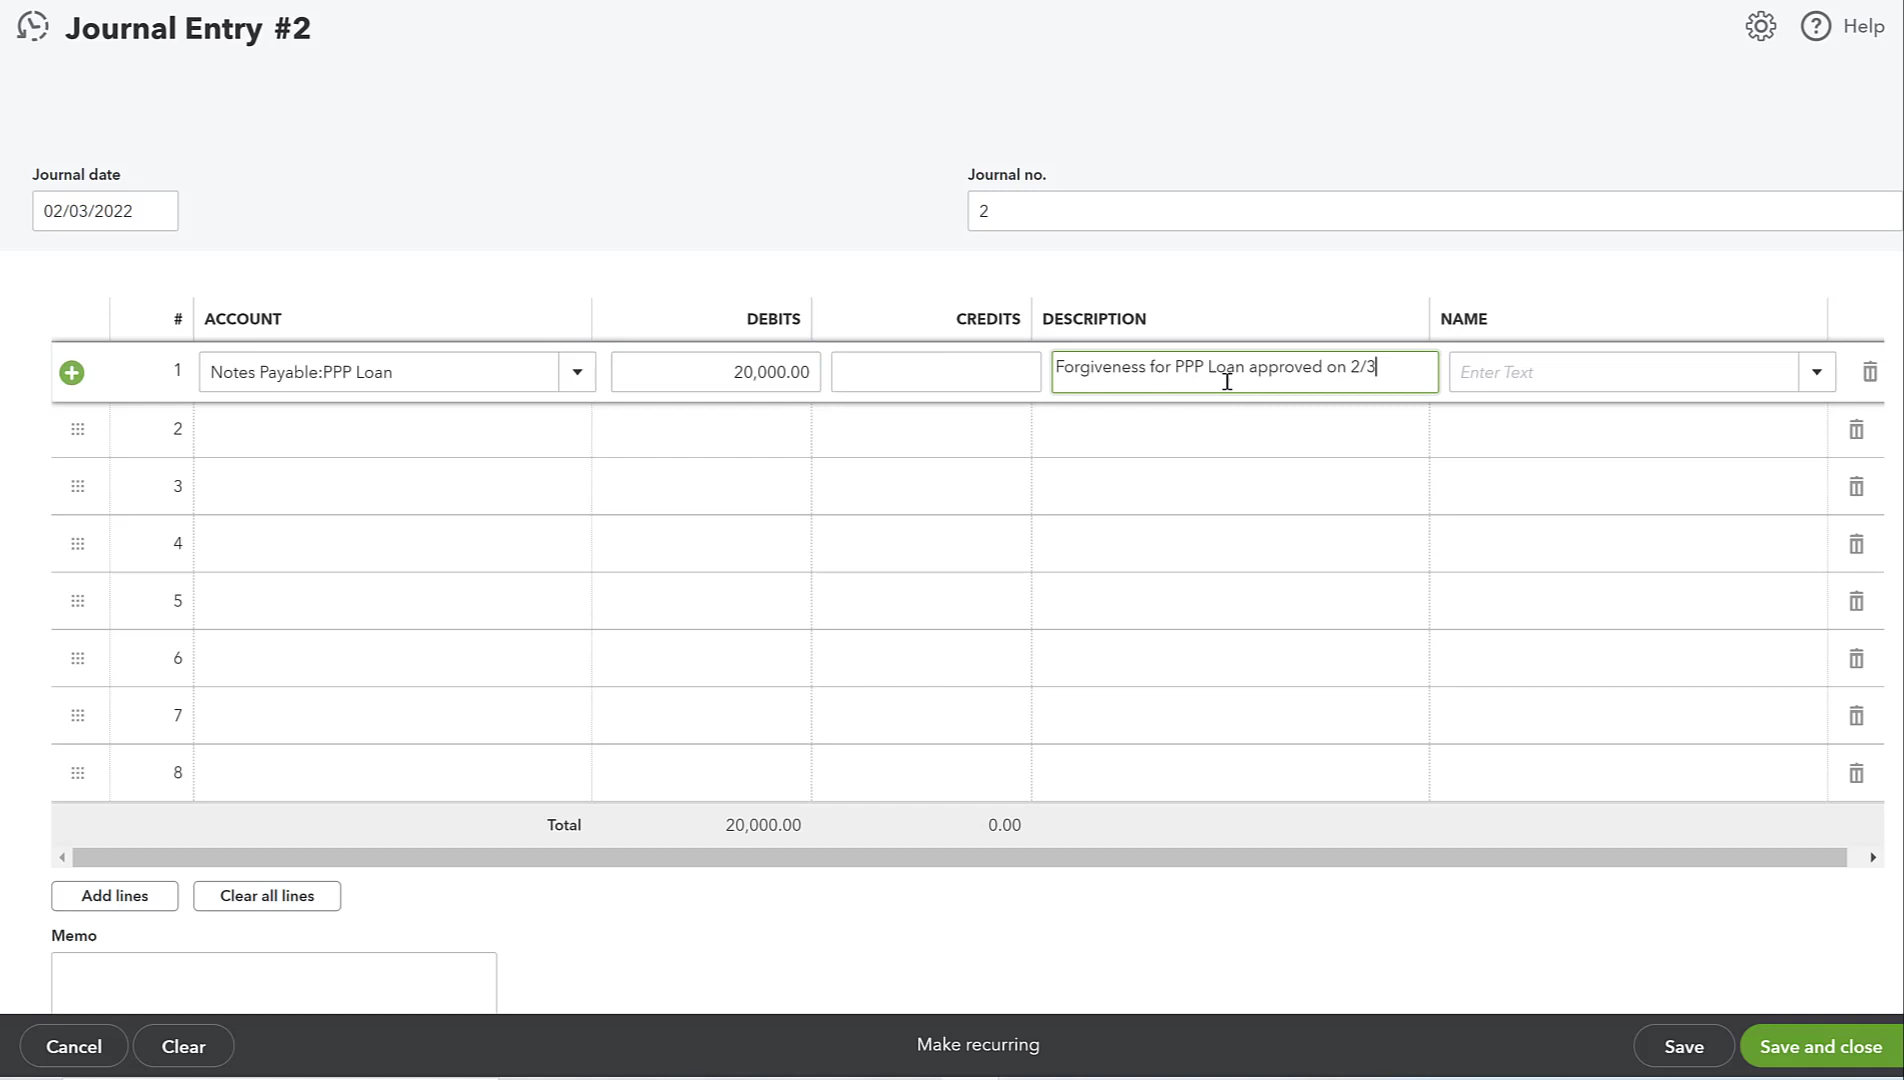 Journal Entry #2
Help
Journal date
Journal no.
02/03/2022
2
# ACCOUNT DEBITS CREDITS DESCRIPTION NAME
1 Notes Payable:PPP Loan 20,000.00 Forgiveness for PPP Loan approved on 2/3 Enter Text
2
3
4
5
6
7
8
Total 20,000.00 0.00
Add lines Clear all lines
Memo
Cancel Clear Make recurring Save Save and close